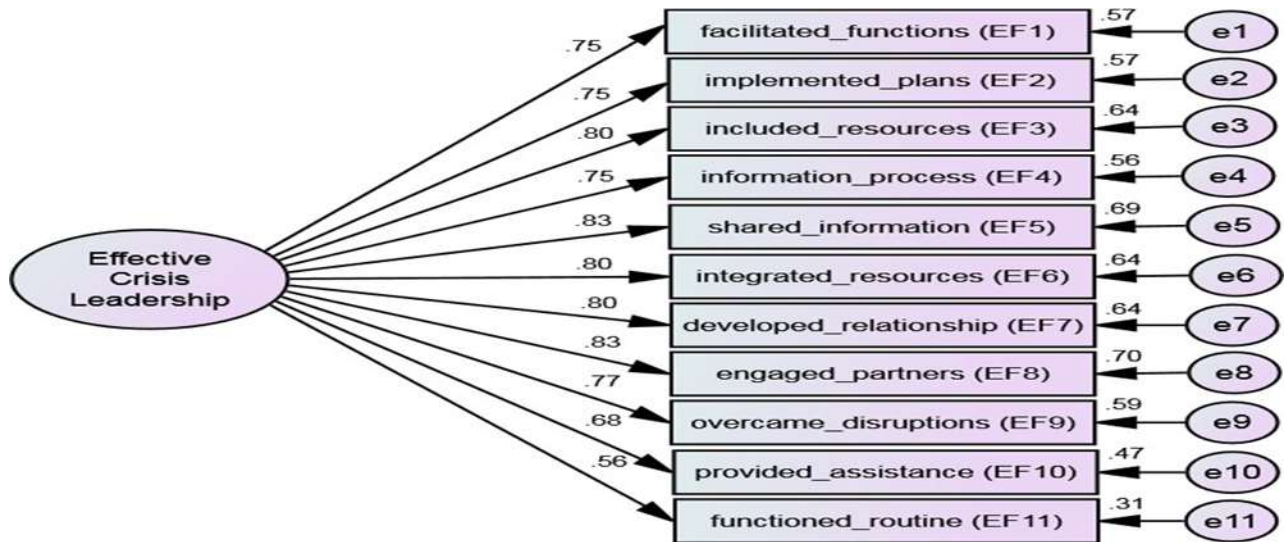 .75 facilitated_functions (EF1) .57 e1
.75 implemented_plans (EF2) .57 e2
.80 included_resources (EF3) .64 e3
.75 information_process (EF4) .56 e4
.83 shared_information (EF5) .69 e5
Effective
Crisis
Leadership
.80 integrated_resources (EF6) .64 e6
.80 developed_relationship (EF7) .64 e7
.83 engaged_partners (EF8) .70 e8
.77 overcame_disruptions (EF9) .59 e9
.68 provided_assistance (EF10) .47 e10
.56 functioned_routine (EF11) .31 e11